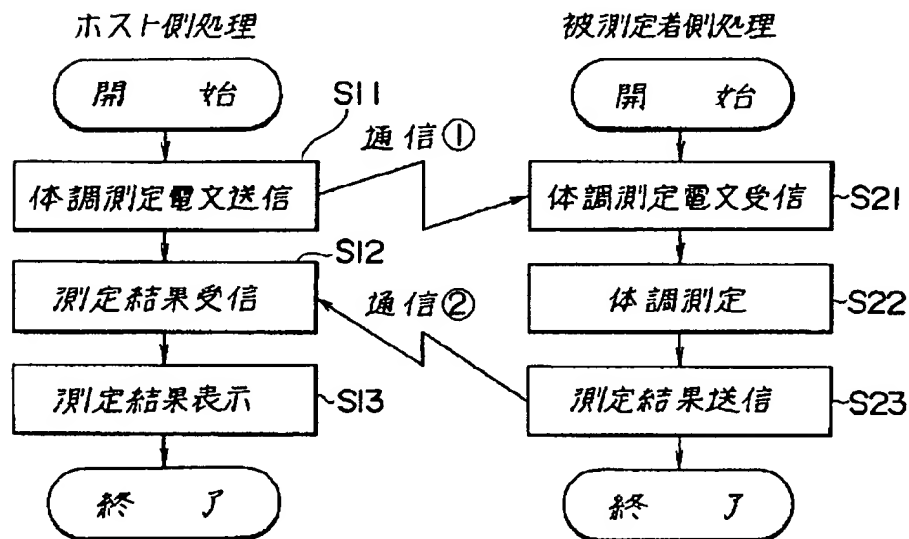 ホスト側処理
開 始
S11
体調測定電文送信
S12
測定結果受信
測定結果表示
S13
終 了
通信①
通信②
被測定者側処理
開 始
体調測定電文受信
S21
体調測定
S22
測定結果送信
S23
終 了